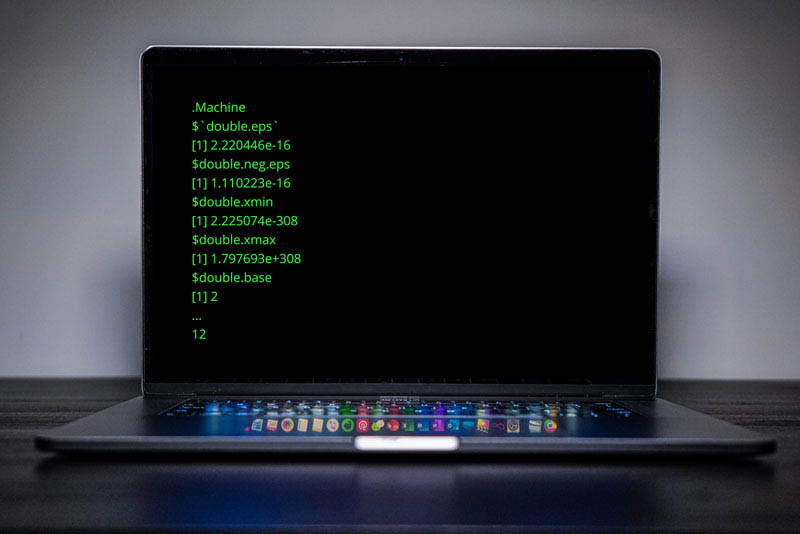 .Machine
$`double.eps`
[1] 2.220446e-16
$double.neg.eps
[1] 1.110223e-16
$double.xmin
[1] 2.225074e-308
$double.xmax
[1] 1.797693e+308
$double.base
[1] 2
...
12